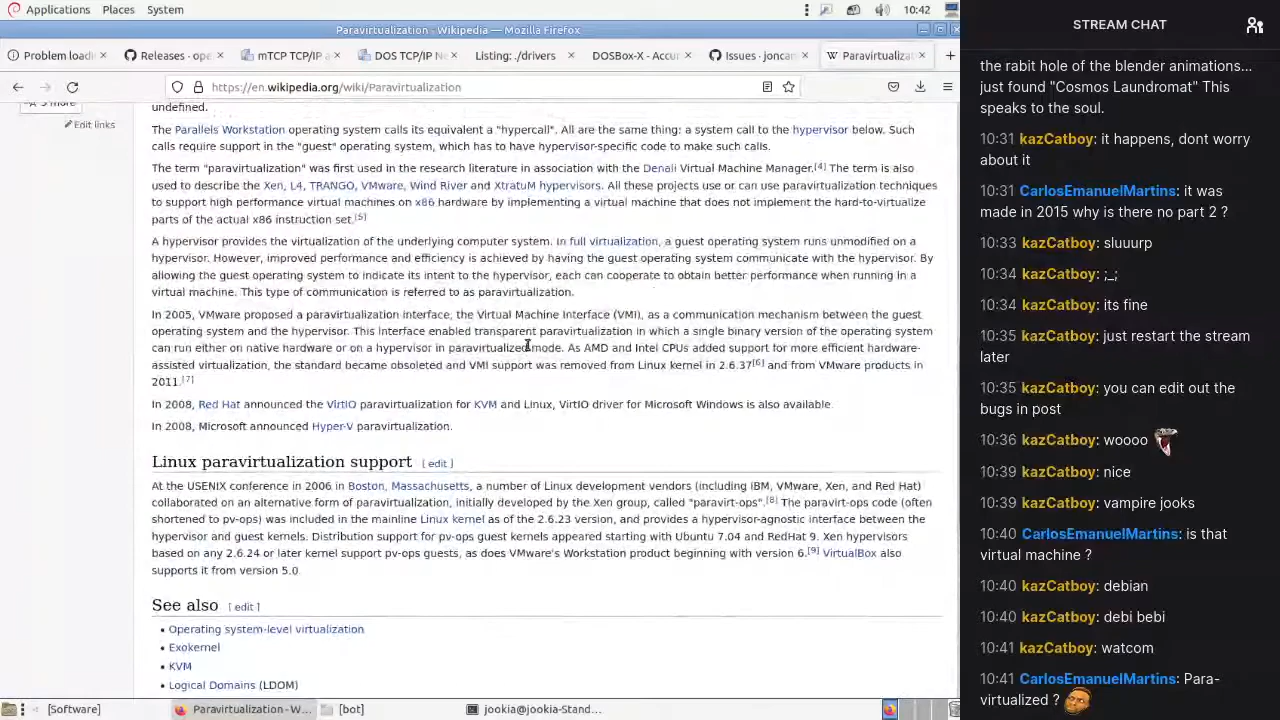 Applications Places System 10:42
Paravirtualization - Wikipedia — Mozilla Firefox
Problem loadin Releases · ope mTCP TCP/IP a DOS TCP/IP Ne Listing: ./drivers DOSBox-X - Accur Issues · joncam Paravirtualizat
https://en.wikipedia.org/wiki/Paravirtualization
5 more
Edit links
undefined.
The Parallels Workstation operating system calls its equivalent a "hypercall". All are the same thing: a system call to the hypervisor below. Such
calls require support in the "guest" operating system, which has to have hypervisor-specific code to make such calls.
The term "paravirtualization" was first used in the research literature in association with the Denali Virtual Machine Manager.[4] The term is also
used to describe the Xen, L4, TRANGO, VMware, Wind River and XtratuM hypervisors. All these projects use or can use paravirtualization techniques
to support high performance virtual machines on x86 hardware by implementing a virtual machine that does not implement the hard-to-virtualize
parts of the actual x86 instruction set.[5]
A hypervisor provides the virtualization of the underlying computer system. In full virtualization, a guest operating system runs unmodified on a
hypervisor. However, improved performance and efficiency is achieved by having the guest operating system communicate with the hypervisor. By
allowing the guest operating system to indicate its intent to the hypervisor, each can cooperate to obtain better performance when running in a
virtual machine. This type of communication is referred to as paravirtualization.
In 2005, VMware proposed a paravirtualization interface, the Virtual Machine Interface (VMI), as a communication mechanism between the guest
operating system and the hypervisor. This interface enabled transparent paravirtualization in which a single binary version of the operating system
can run either on native hardware or on a hypervisor in paravirtualized mode. As AMD and Intel CPUs added support for more efficient hardware-
assisted virtualization, the standard became obsoleted and VMI support was removed from Linux kernel in 2.6.37[6] and from VMware products in
2011.[7]
In 2008, Red Hat announced the VirtIO paravirtualization for KVM and Linux, VirtIO driver for Microsoft Windows is also available.
In 2008, Microsoft announced Hyper-V paravirtualization.
Linux paravirtualization support [ edit ]
At the USENIX conference in 2006 in Boston, Massachusetts, a number of Linux development vendors (including IBM, VMware, Xen, and Red Hat)
collaborated on an alternative form of paravirtualization, initially developed by the Xen group, called "paravirt-ops".[8] The paravirt-ops code (often
shortened to pv-ops) was included in the mainline Linux kernel as of the 2.6.23 version, and provides a hypervisor-agnostic interface between the
hypervisor and guest kernels. Distribution support for pv-ops guest kernels appeared starting with Ubuntu 7.04 and RedHat 9. Xen hypervisors
based on any 2.6.24 or later kernel support pv-ops guests, as does VMware's Workstation product beginning with version 6.[9] VirtualBox also
supports it from version 5.0.
See also [ edit ]
• Operating system-level virtualization
• Exokernel
• KVM
• Logical Domains (LDOM)
[Software] Paravirtualization - W... [bot] jookia@jookia-Stand...
STREAM CHAT
the rabit hole of the blender animations...
just found "Cosmos Laundromat" This
speaks to the soul.
10:31 kazCatboy: it happens, dont worry
about it
10:31 CarlosEmanuelMartins: it was
made in 2015 why is there no part 2 ?
10:33 kazCatboy: sluuurp
10:34 kazCatboy: ;_;
10:34 kazCatboy: its fine
10:35 kazCatboy: just restart the stream
later
10:35 kazCatboy: you can edit out the
bugs in post
10:36 kazCatboy: woooo
10:39 kazCatboy: nice
10:39 kazCatboy: vampire jooks
10:40 CarlosEmanuelMartins: is that
virtual machine ?
10:40 kazCatboy: debian
10:40 kazCatboy: debi bebi
10:41 kazCatboy: watcom
10:41 CarlosEmanuelMartins: Para-
virtualized ?